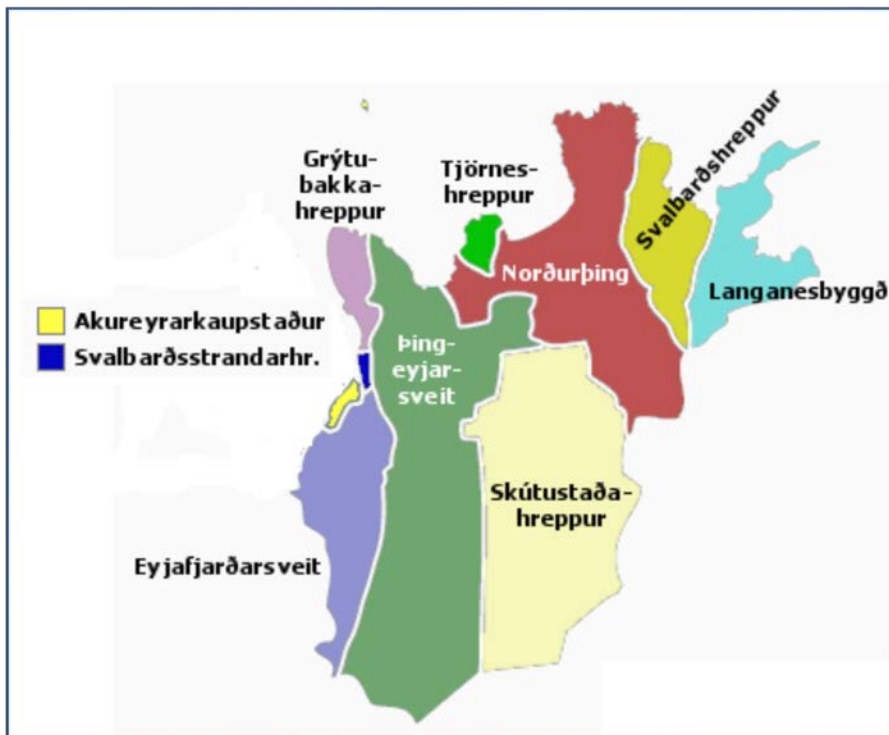 Grýtu-
bakka-
hreppur
Tjörnes-
hreppur
Svalbarðshreppur
Norðurþing
Langanesbyggð
Akureyrarkaupstaður
Svalbarðsstrandarhr.
Þing-
eyjar-
sveit
Skútustaða-
hreppur
Eyjafjarðarsveit